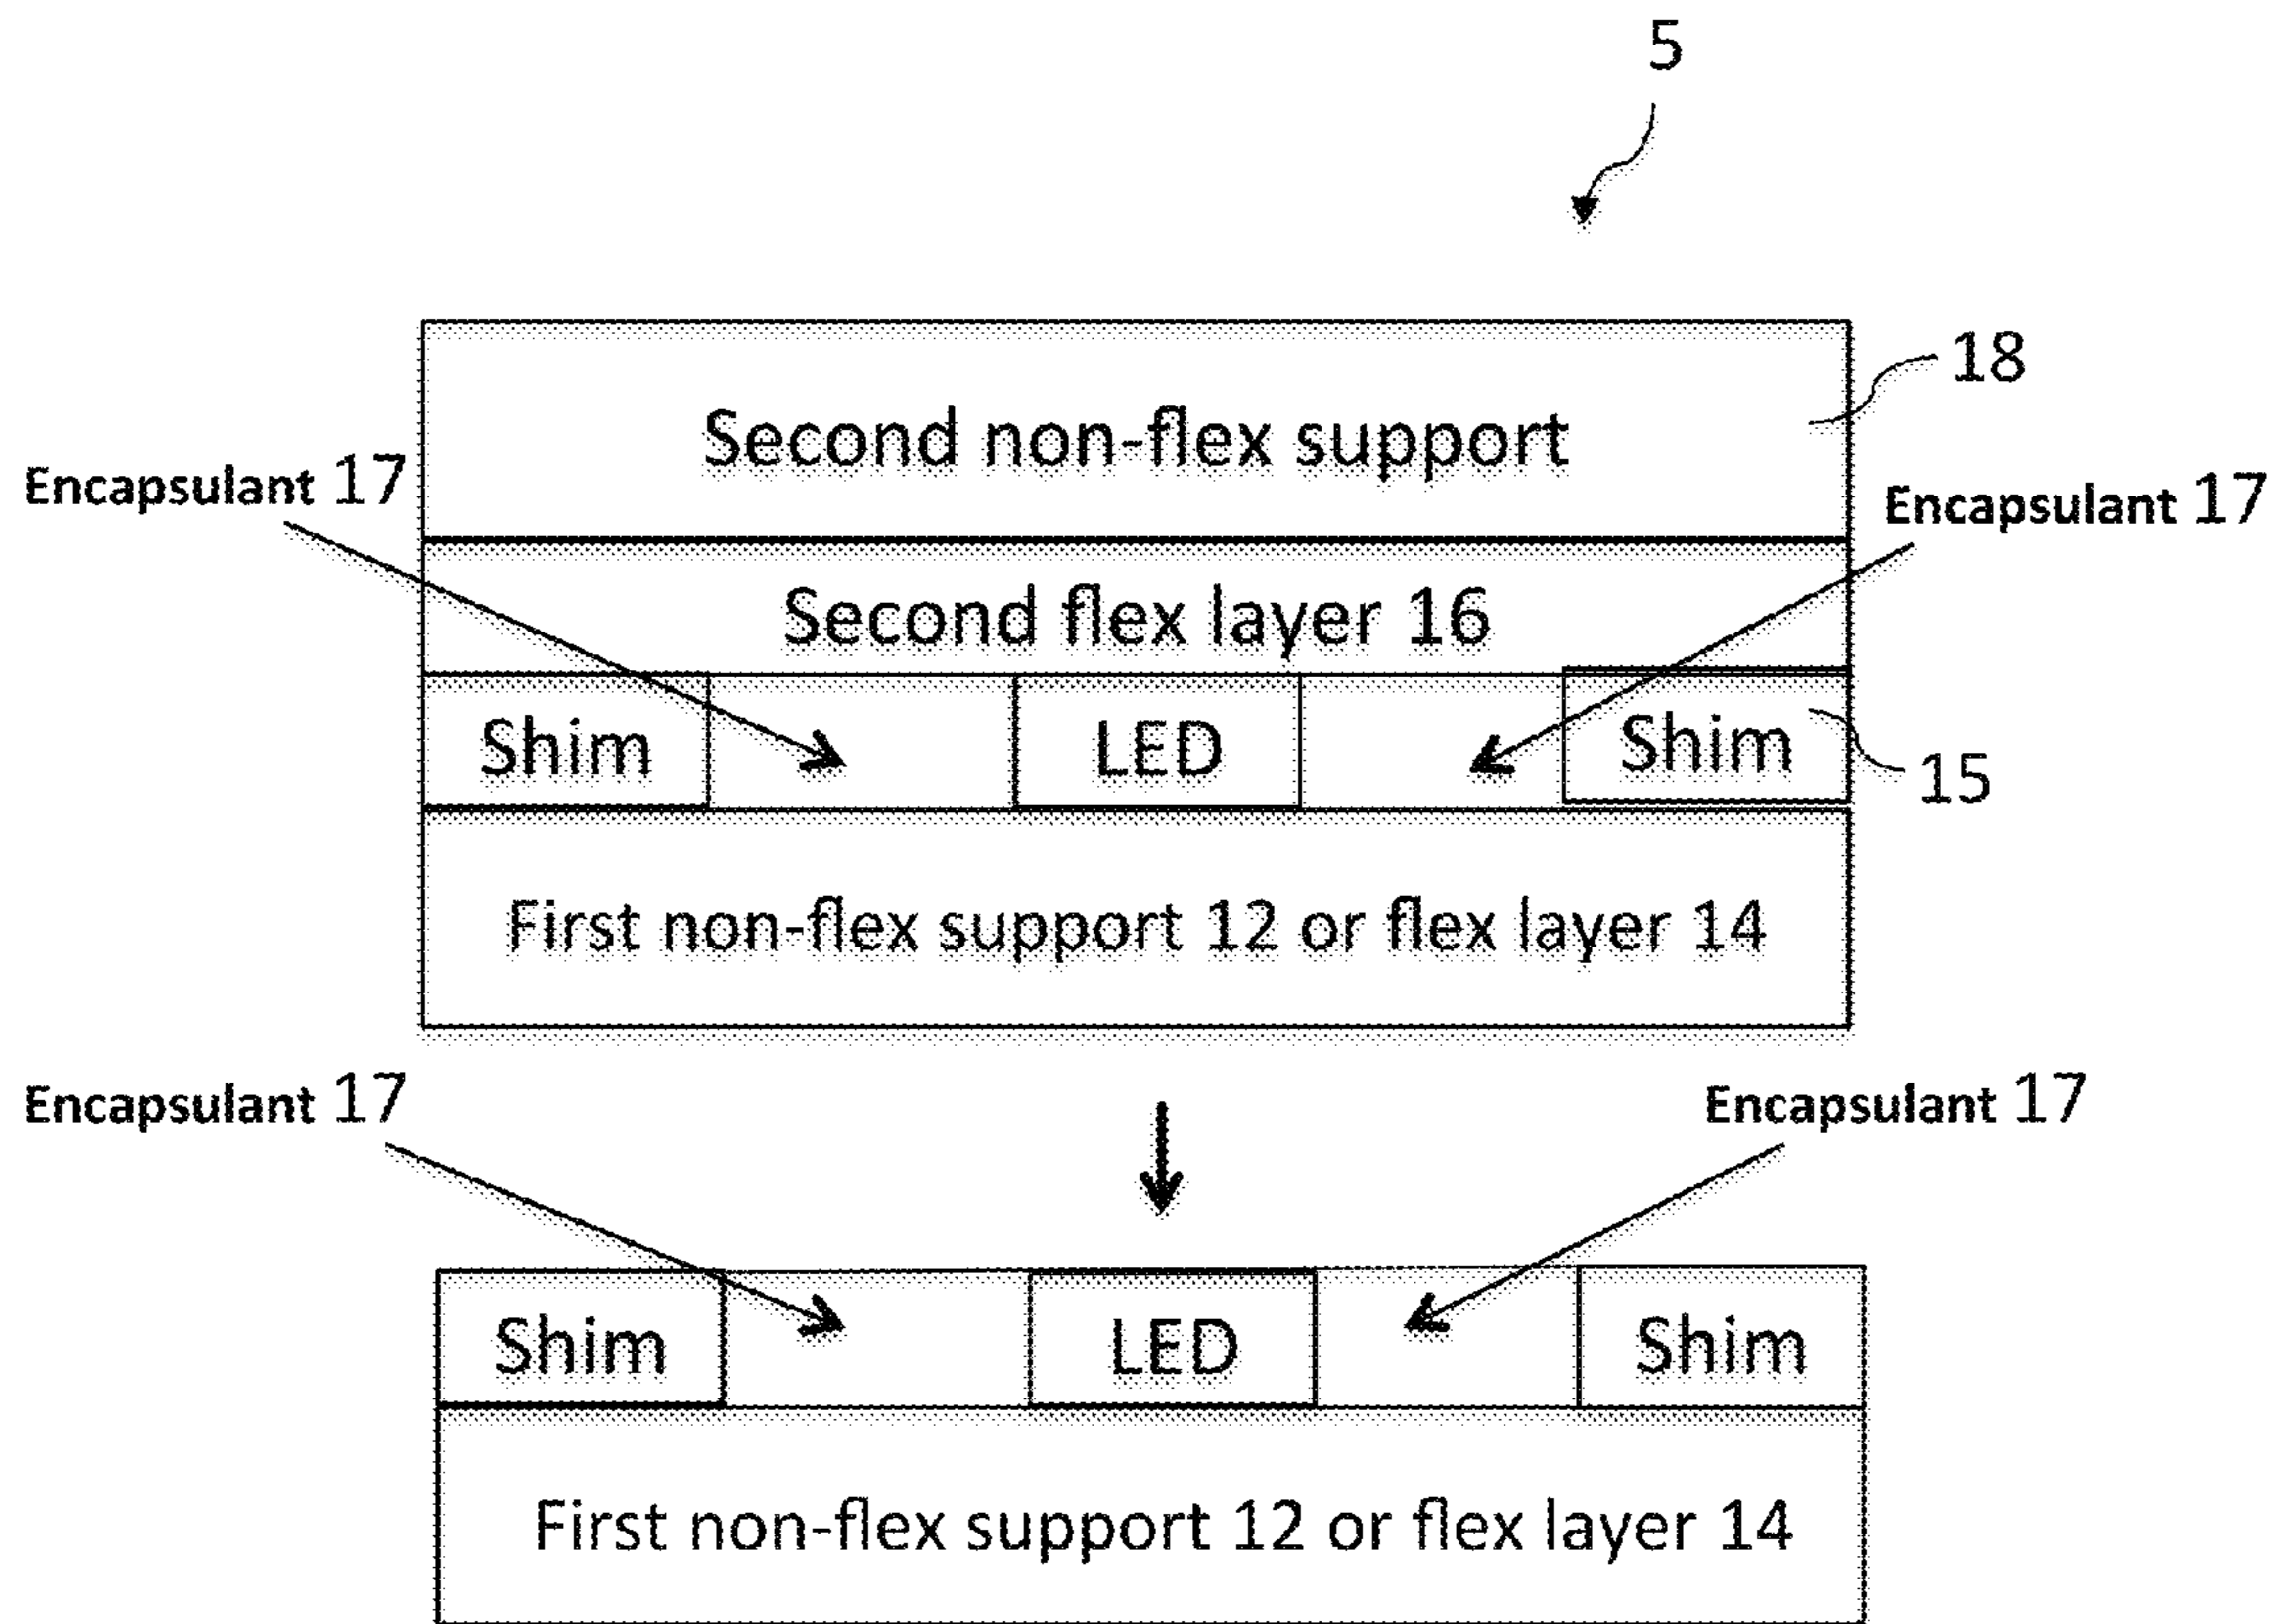 5
18
Second non-flex support
Encapsulant 17
Encapsulant 17
Second flex layer 16
Shim
LED
Shim
15
First non-flex support 12 or flex layer 14
Encapsulant 17
Encapsulant 17
Shim
LED
Shim
First non-flex support 12 or flex layer 14